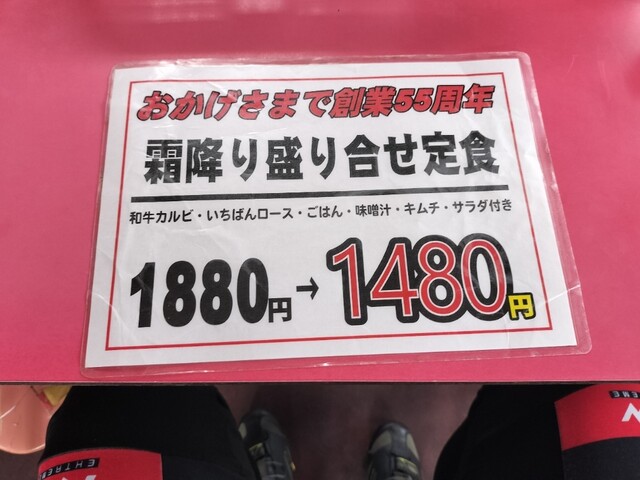 おかげさまで創業55周年
霜降り盛り合せ定食
和牛カルビ・いちばんロース・ごはん・味噌汁・キムチ・サラダ付き
1880円→1480円